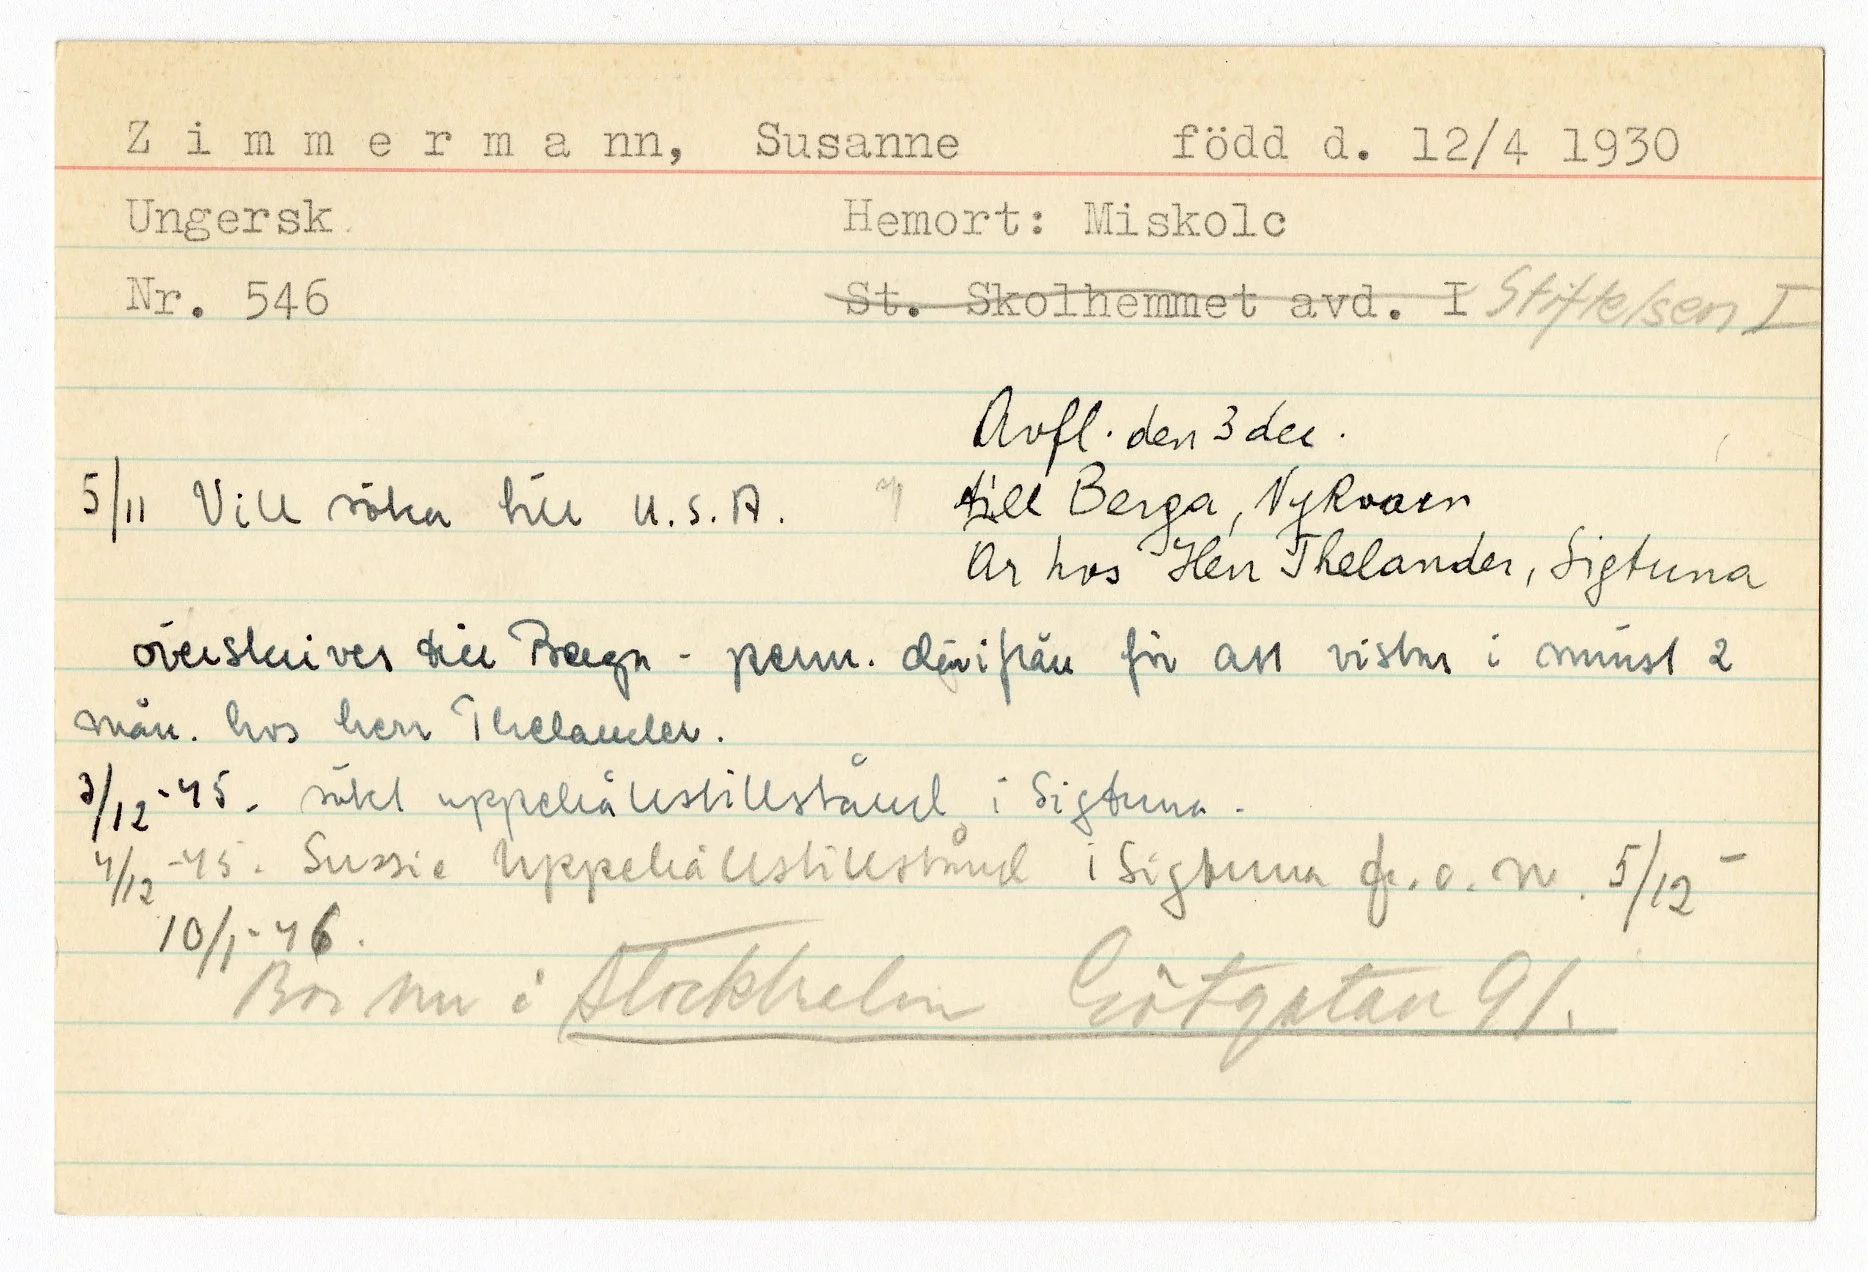 Zimmermann, Susanne född d. 12/4 1930
Ungersk. Hemort: Miskolc
Nr. 546 St. Skolhemmet avd. I Stiftelsen I
Avfl. den 3 dec.
5/11 Vill söka till U.S.A.
till Berga, Nykvarn
Är hos Herr Thelander, Sigtuna
överskrives till Berga - perm. därifrån för att vistas i minst 2
mån. hos herr Thelander.
3/12 -45. sökt uppehållstillstånd i Sigtuna.
4/12 -45. Sussie uppehållstillstånd i Sigtuna fr.o.m. 5/12 -
10/1-46.
Bor nu i Stockholm Götgatan 91.